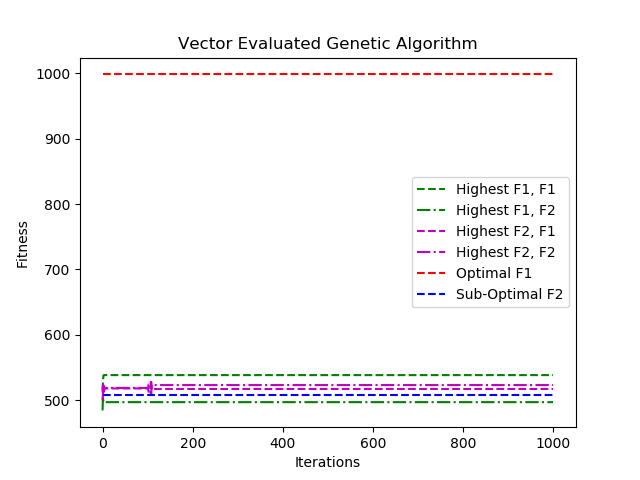 Vector Evaluated Genetic Algorithm
1000
900
800
700
600
500
Fitness
Highest F1, F1
Highest F1, F2
Highest F2, F1
Highest F2, F2
Optimal F1
Sub-Optimal F2
0 200 400 600 800 1000
Iterations